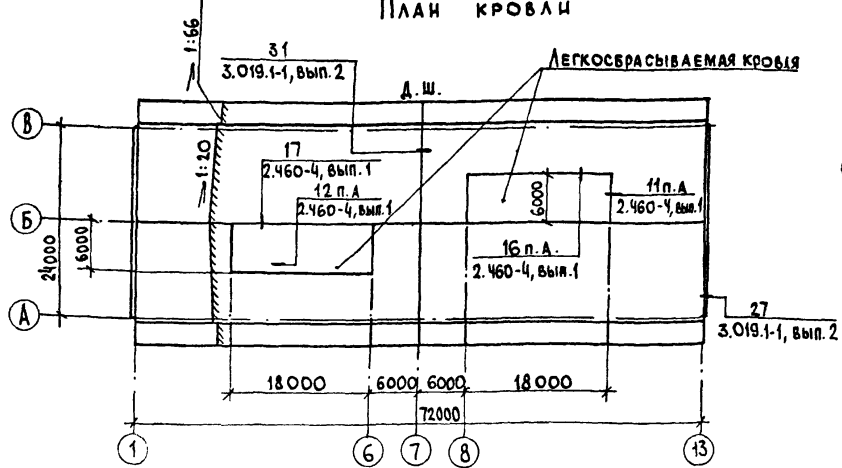 План кровли
1:66
31
3.019.1-1, вып. 2
Легкосбрасываемая кровля
Д.Ш.
В
1:20
17
2.460-4, вып. 1
12 п.А
2.460-4, вып. 1
11 п.А
2.460-4, вып. 1
6000
Б
6000
24000
16 п.А.
2.460-4, вып. 1
А
27
3.019.1-1, вып. 2
18000
6000
6000
18000
72000
1
6
7
8
13